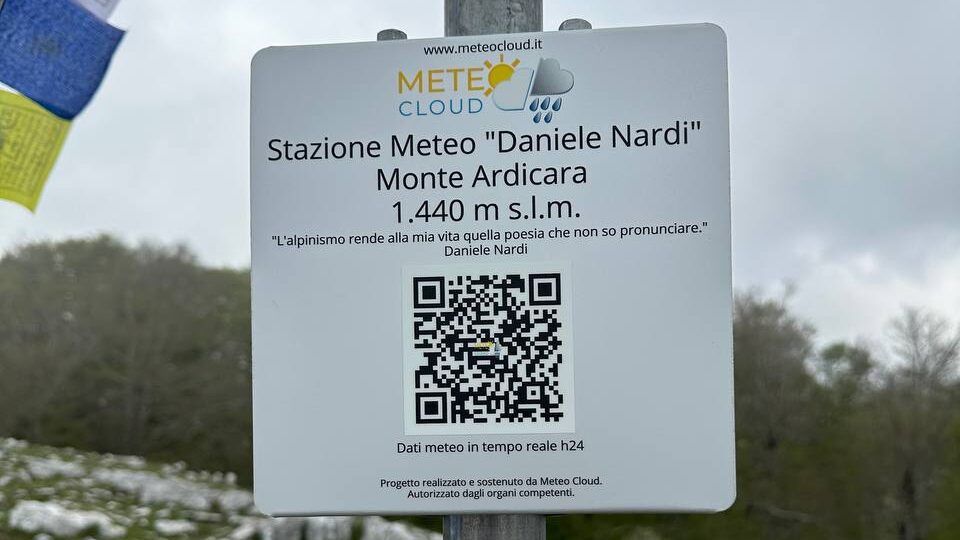 www.meteocloud.it
METEO
CLOUD
Stazione Meteo "Daniele Nardi"
Monte Ardicara
1.440 m s.l.m.
"L'alpinismo rende alla mia vita quella poesia che non so pronunciare."
Daniele Nardi
Dati meteo in tempo reale h24
Progetto realizzato e sostenuto da Meteo Cloud.
Autorizzato dagli organi competenti.